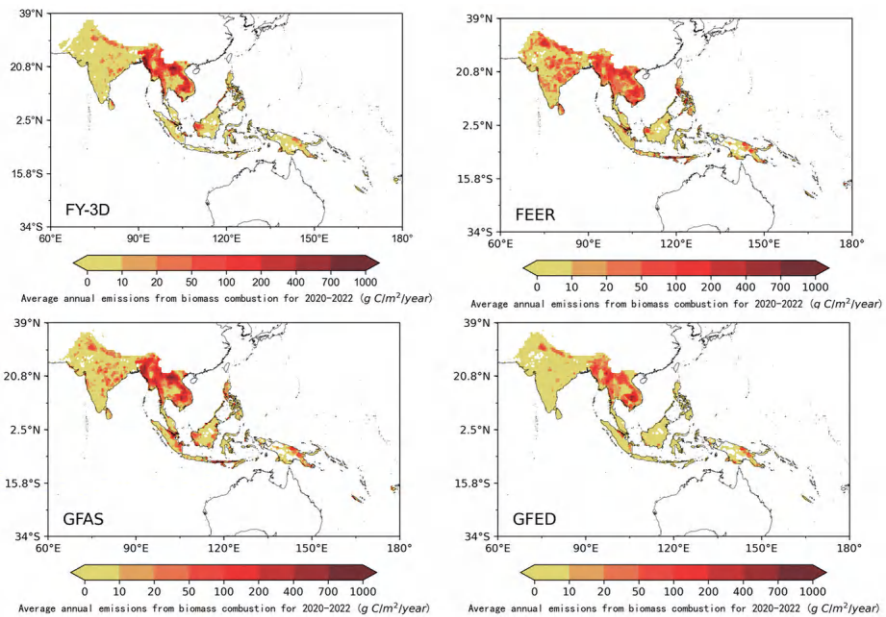 39°N
20.8°N
2.5°N
15.8°S
34°S
FY-3D
60°E 90°E 120°E 150°E 180°
0 10 20 50 100 200 400 700 1000
Average annual emissions from biomass combustion for 2020-2022 (g C/m²/year)
39°N
20.8°N
2.5°N
15.8°S
34°S
FEER
60°E 90°E 120°E 150°E 180°
0 10 20 50 100 200 400 700 1000
Average annual emissions from biomass combustion for 2020-2022 (g C/m²/year)
39°N
20.8°N
2.5°N
15.8°S
34°S
GFAS
60°E 90°E 120°E 150°E 180°
0 10 20 50 100 200 400 700 1000
Average annual emissions from biomass combustion for 2020-2022 (g C/m²/year)
39°N
20.8°N
2.5°N
15.8°S
34°S
GFED
60°E 90°E 120°E 150°E 180°
0 10 20 50 100 200 400 700 1000
Average annual emissions from biomass combustion for 2020-2022 (g C/m²/year)